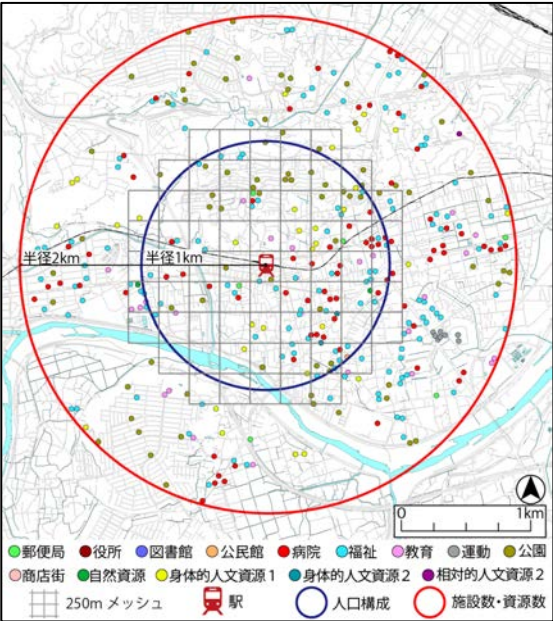 半径2km
半径1km
0 1km
郵便局 役所 図書館 公民館 病院 福祉 教育 運動 公園
商店街 自然資源 身体的人文資源1 身体的人文資源2 相対的人文資源2
250mメッシュ 駅 人口構成 施設数・資源数